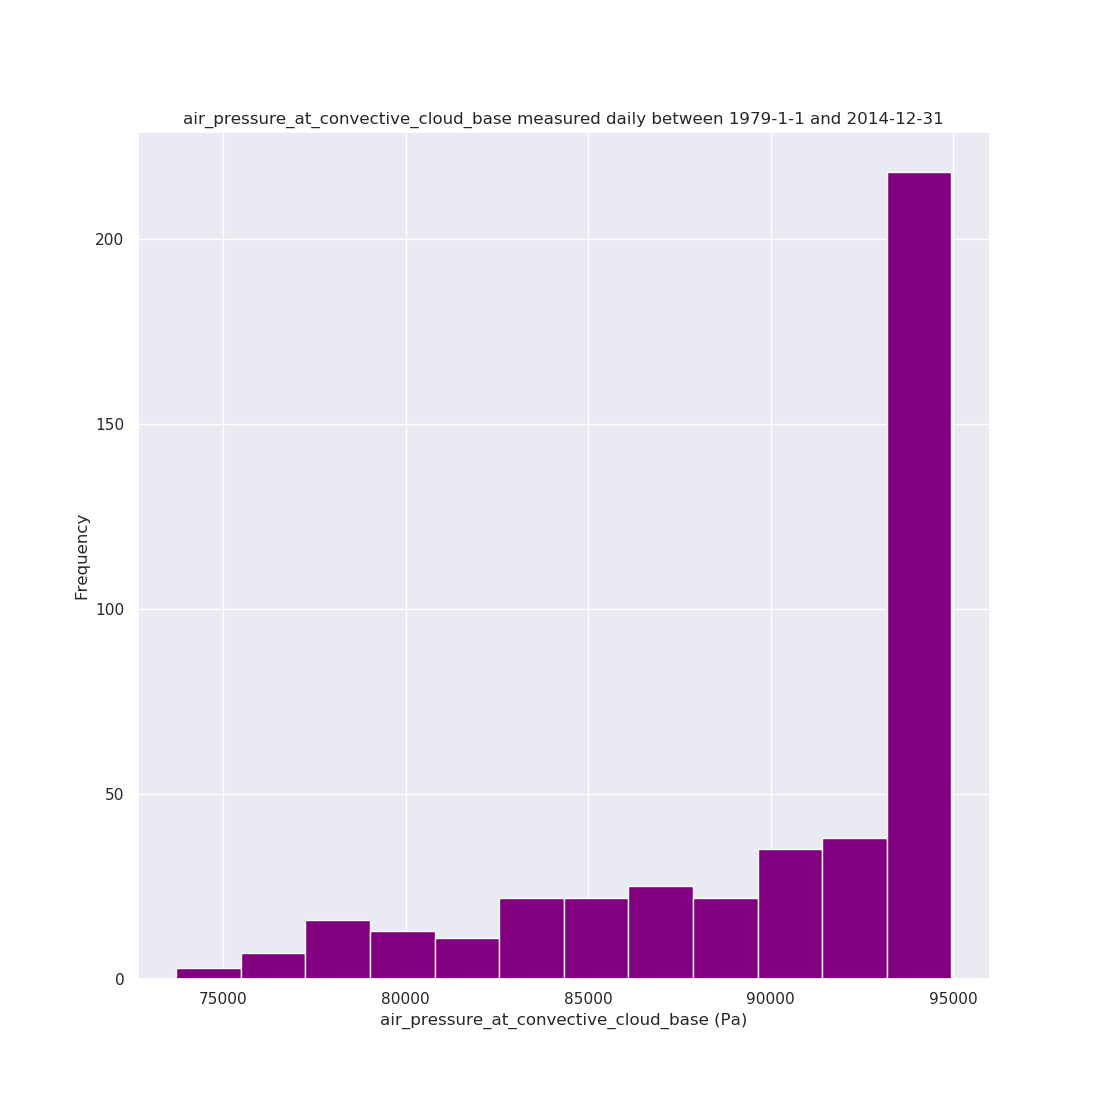 air_pressure_at_convective_cloud_base measured daily between 1979-1-1 and 2014-12-31
200
150
100
50
0
Frequency
75000 80000 85000 90000 95000
air_pressure_at_convective_cloud_base (Pa)